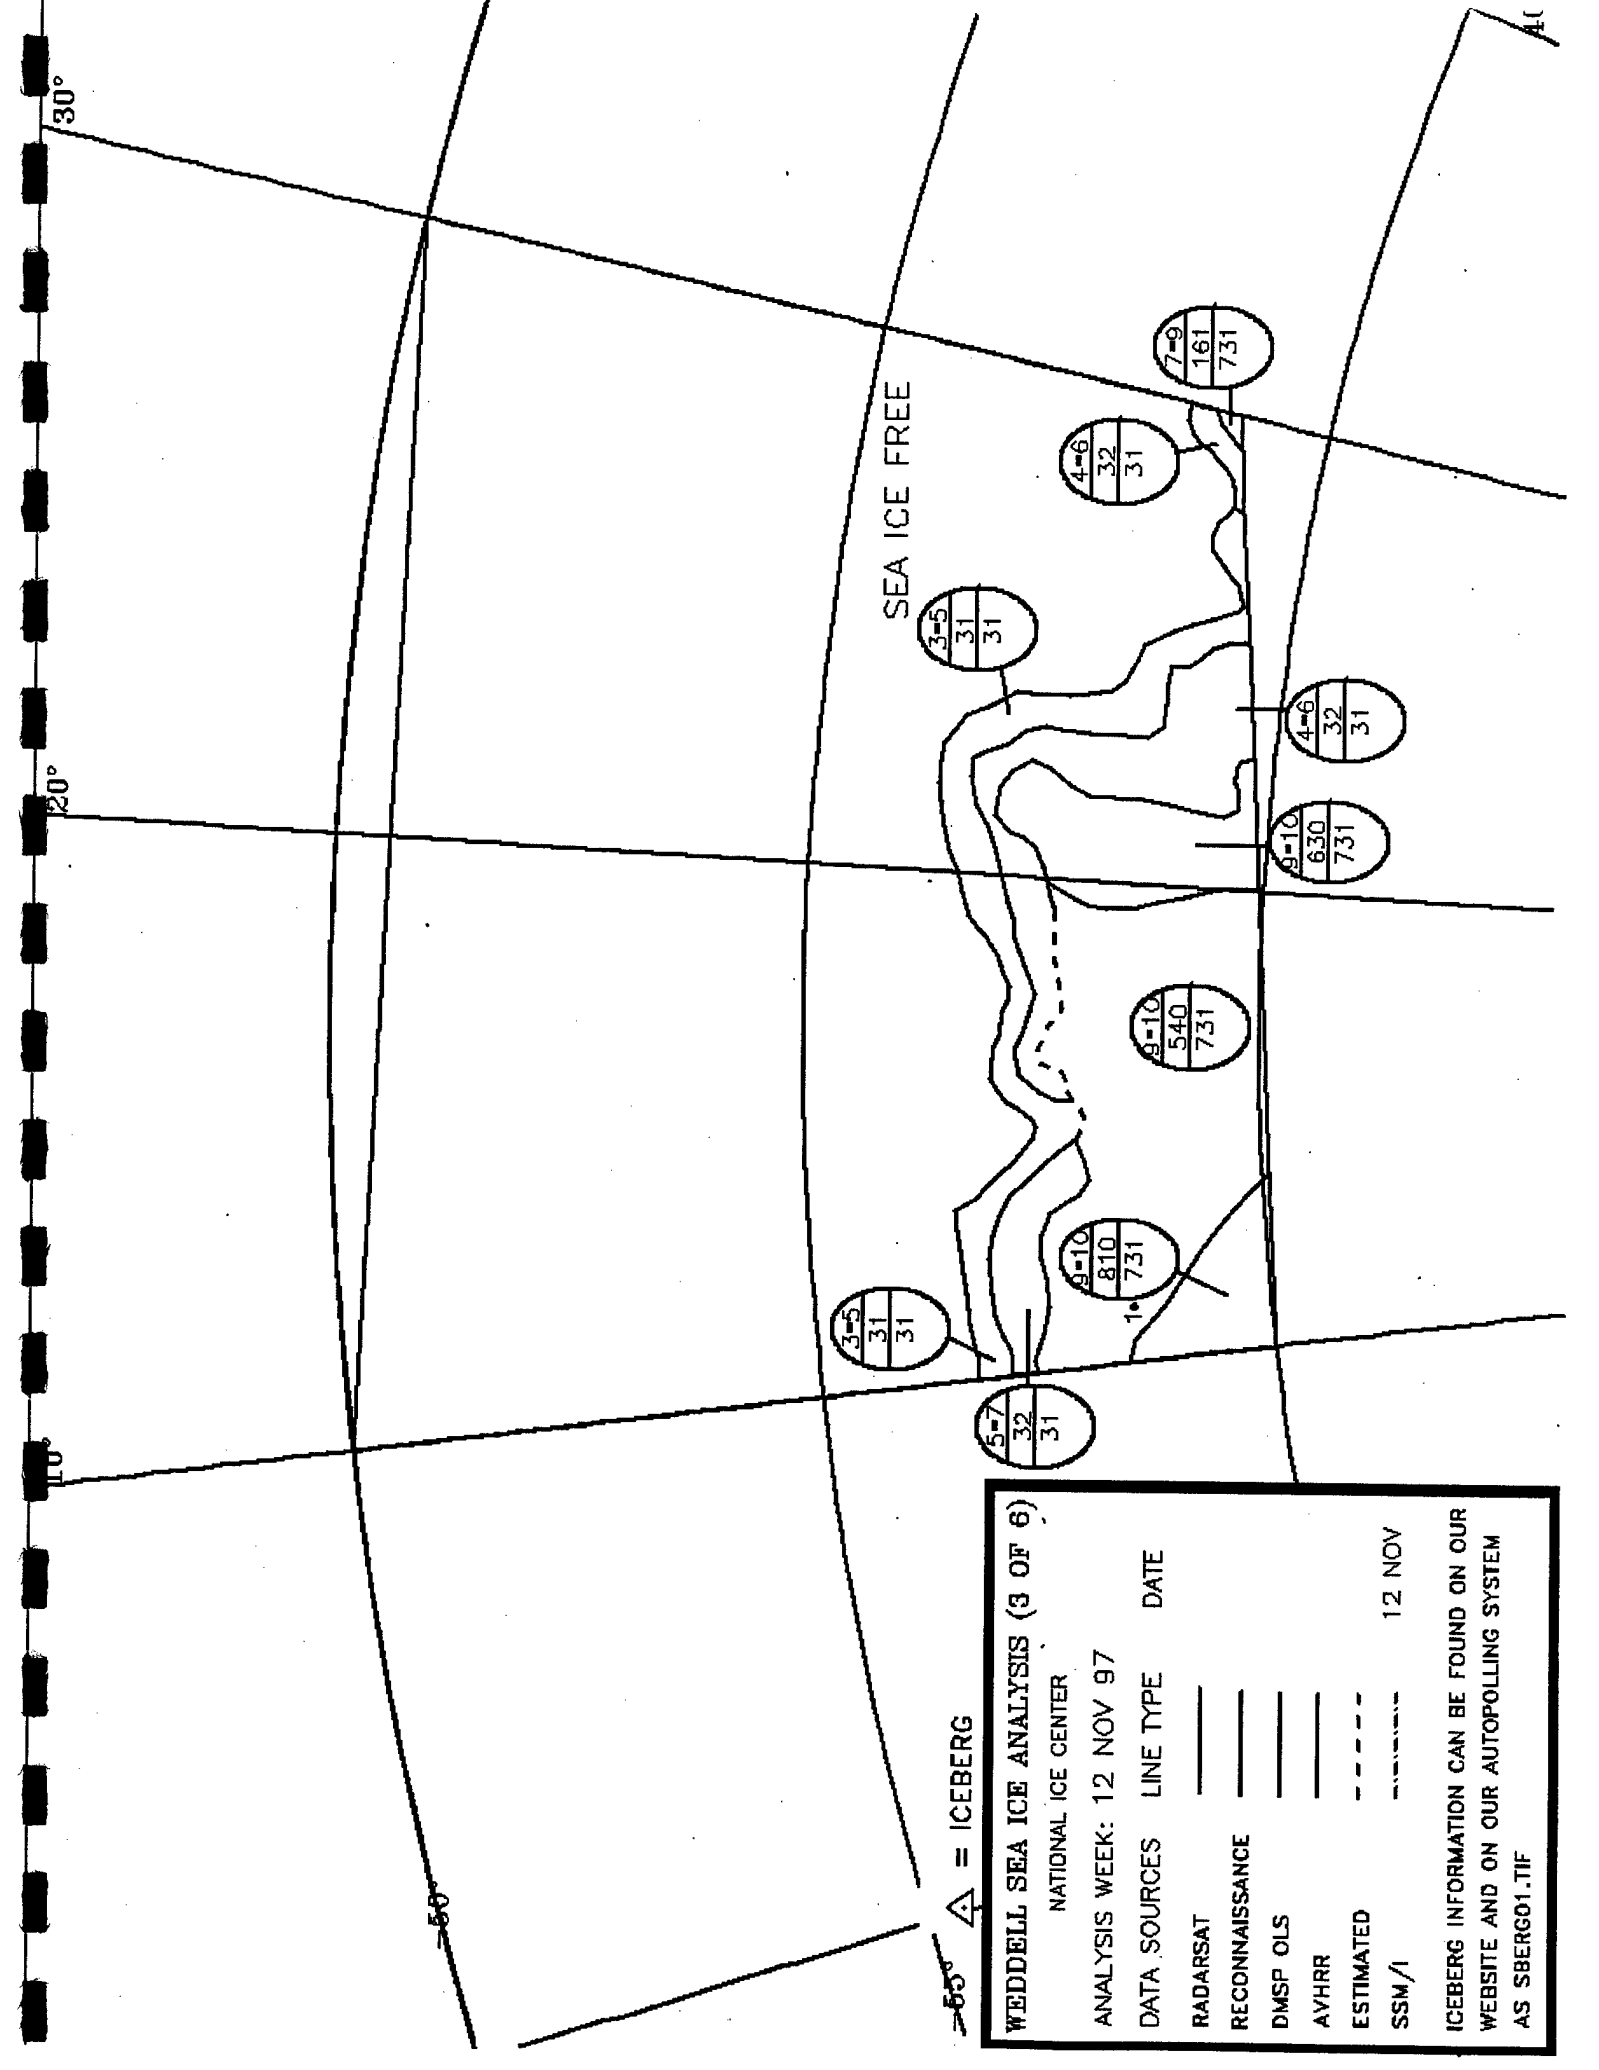 30°
20°
10°
40
-50°
-55°
SEA ICE FREE
7-9
161
731
4-6
32
31
3-5
31
31
4-6
32
31
9-10
630
731
9-10
540
731
9-10
810
731
1•
3-5
31
31
5-7
32
31
= ICEBERG
WEDDELL SEA ICE ANALYSIS (3 OF 6)
NATIONAL ICE CENTER
ANALYSIS WEEK: 12 NOV 97
DATA SOURCES LINE TYPE DATE
RADARSAT
RECONNAISSANCE
DMSP OLS
AVHRR
ESTIMATED
SSM/I 12 NOV
ICEBERG INFORMATION CAN BE FOUND ON OUR
WEBSITE AND ON OUR AUTOPOLLING SYSTEM
AS SBERG01.TIF